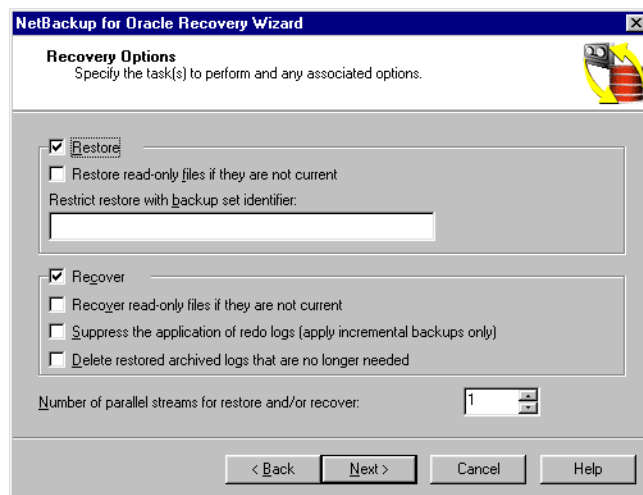 NetBackup for Oracle Recovery Wizard
Recovery Options
Specify the task(s) to perform and any associated options.
Restore
Restore read-only files if they are not current
Restrict restore with backup set identifier:
Recover
Recover read-only files if they are not current
Suppress the application of redo logs (apply incremental backups only)
Delete restored archived logs that are no longer needed
Number of parallel streams for restore and/or recover: 1
< Back Next > Cancel Help